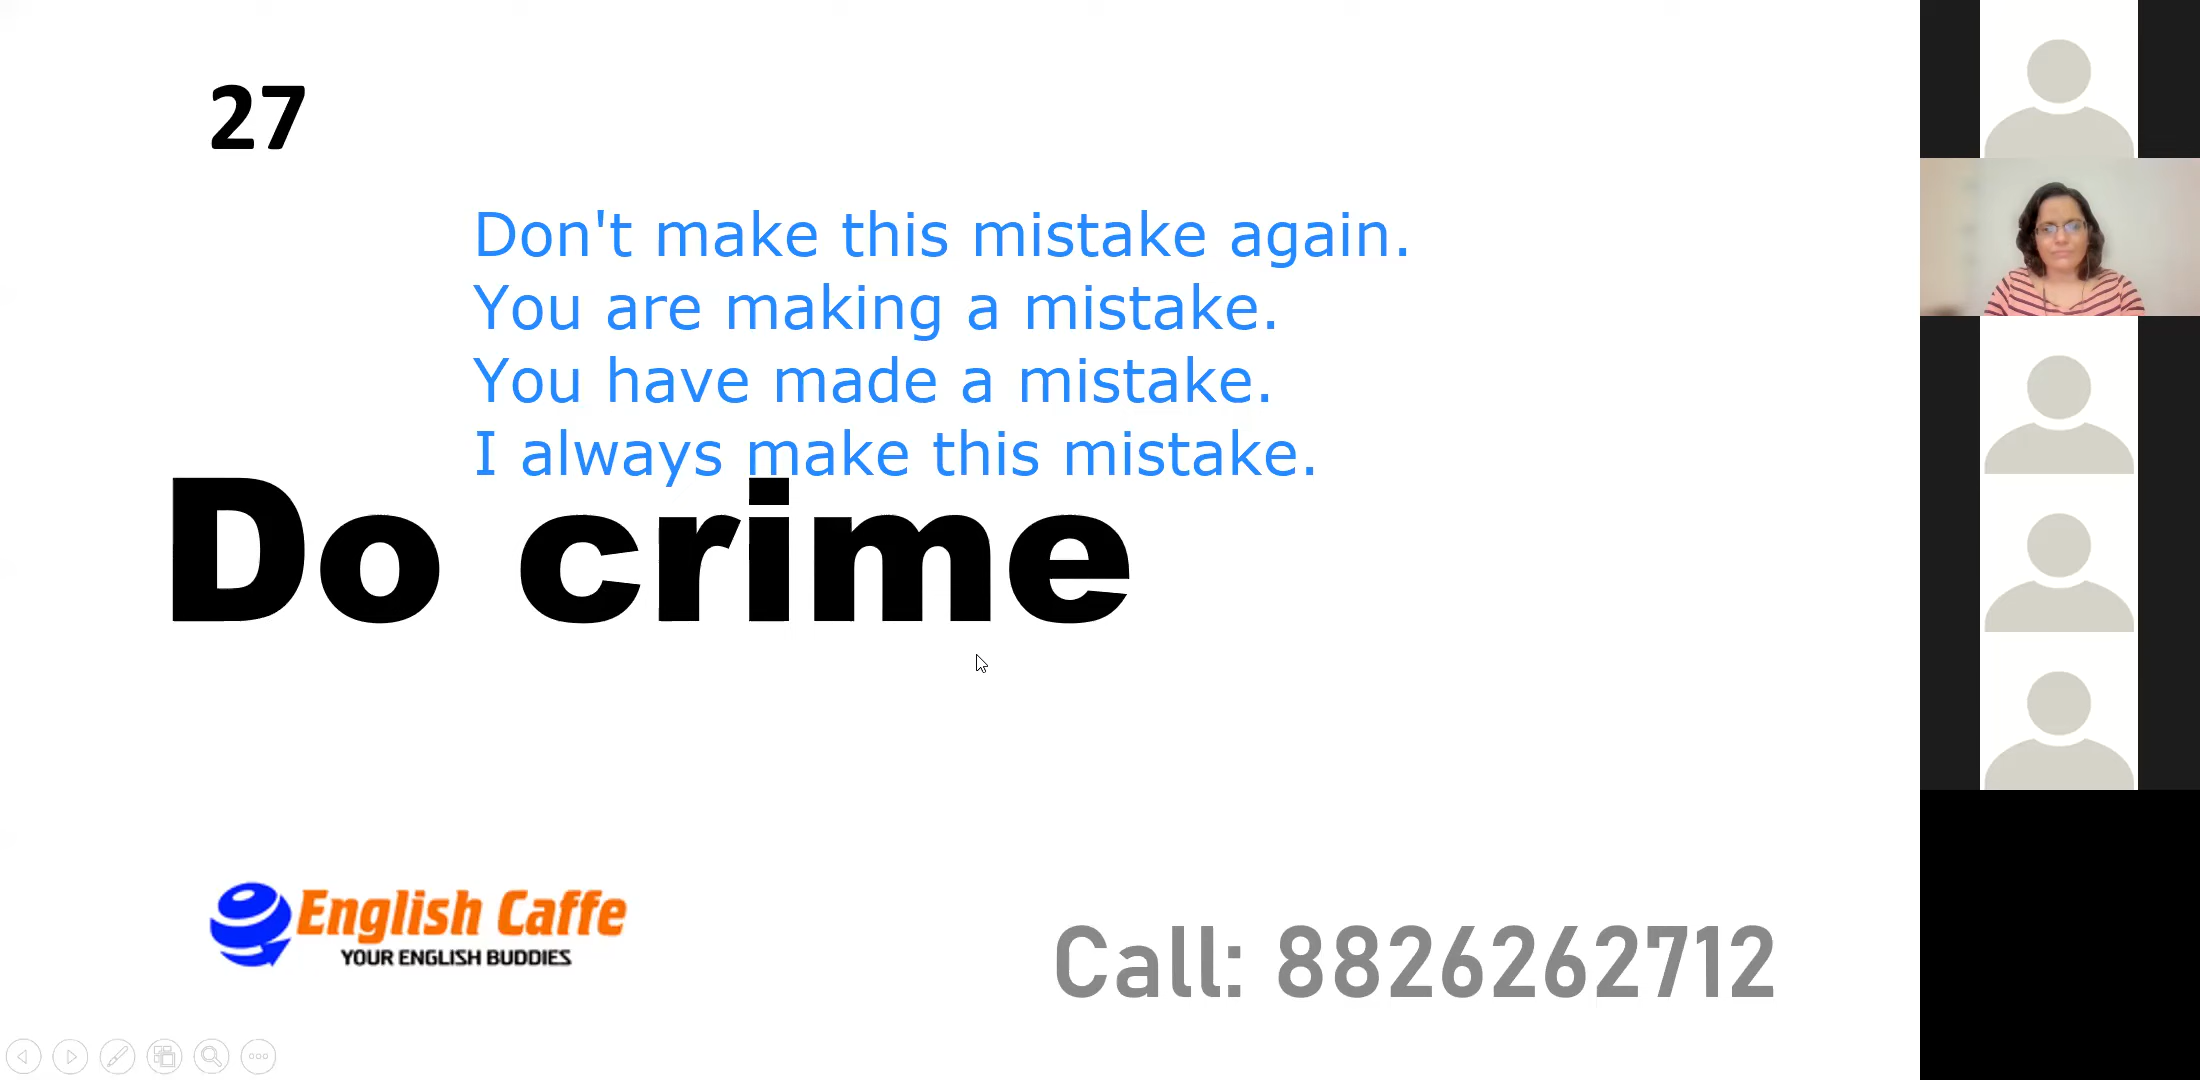 27
Don't make this mistake again.
You are making a mistake.
You have made a mistake.
I always make this mistake.
Do crime
English Caffe
YOUR ENGLISH BUDDIES
Call: 8826262712